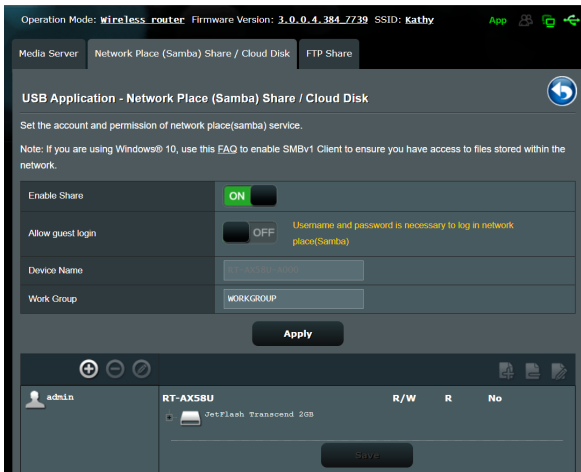 Operation Mode: Wireless router Firmware Version: 3.0.0.4.384_7739 SSID: Kathy App
Media Server Network Place (Samba) Share / Cloud Disk FTP Share
USB Application - Network Place (Samba) Share / Cloud Disk
Set the account and permission of network place(samba) service.
Note: If you are using Windows® 10, use this FAQ to enable SMBv1 Client to ensure you have access to files stored within the
network.
Enable Share ON
Allow guest login OFF Username and password is necessary to log in network
place(Samba)
Device Name
Work Group WORKGROUP
Apply
admin RT-AX58U R/W R No
JetFlash Transcend 2GB
Save